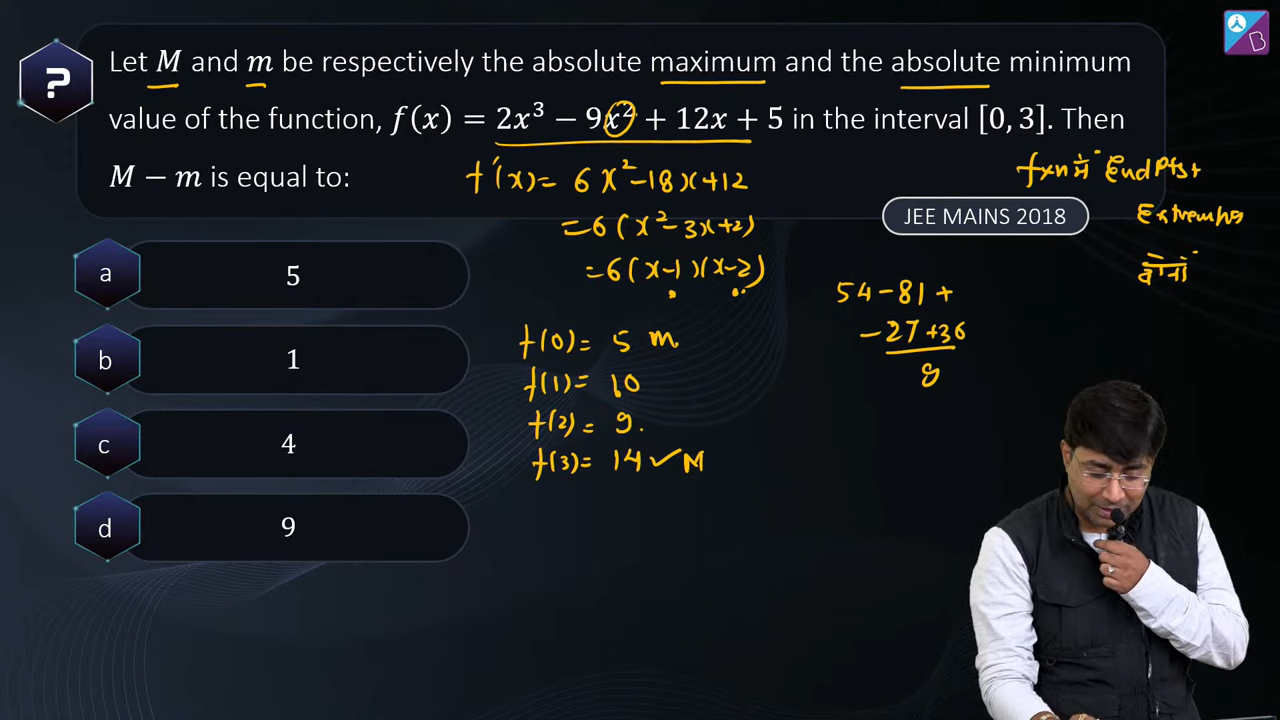 ?
Let M and m be respectively the absolute maximum and the absolute minimum
value of the function, f(x) = 2x³ − 9x² + 12x + 5 in the interval [0, 3]. Then
M − m is equal to:
JEE MAINS 2018
a 5
b 1
c 4
d 9
f'(x) = 6x²-18x+12
= 6(x²-3x+2)
= 6(x-1)(x-2)
f(0) = 5 m
f(1) = 10
f(2) = 9.
f(3) = 14 ✓ M
54-81+
-27+36
9
End
B